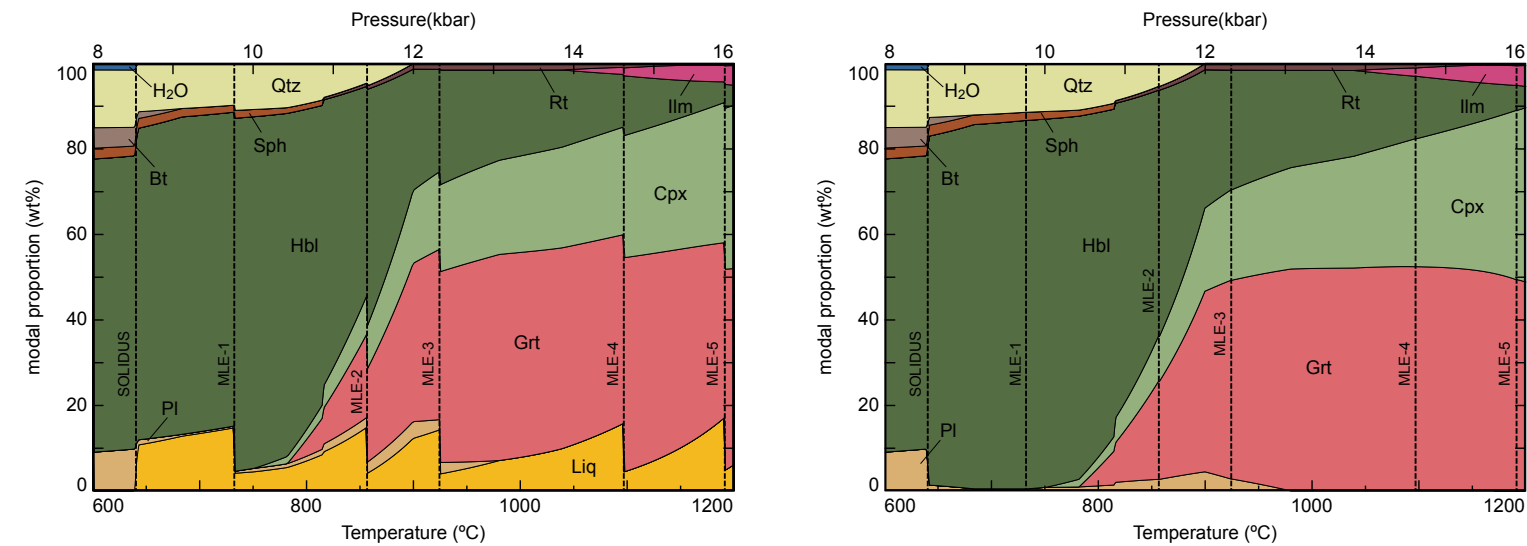 Pressure(kbar)
8 10 12 14 16
modal proportion (wt%)
100
80
60
40
20
0
H₂O
Qtz
Rt
Ilm
Sph
Bt
Cpx
Hbl
Grt
Pl
Liq
SOLIDUS
MLE-1
MLE-2
MLE-3
MLE-4
MLE-5
600 800 1000 1200
Temperature (ºC)
Pressure(kbar)
8 10 12 14 16
modal proportion (wt%)
100
80
60
40
20
0
H₂O
Qtz
Rt
Ilm
Sph
Bt
Cpx
Hbl
Grt
Pl
SOLIDUS
MLE-1
MLE-2
MLE-3
MLE-4
MLE-5
600 800 1000 1200
Temperature (ºC)